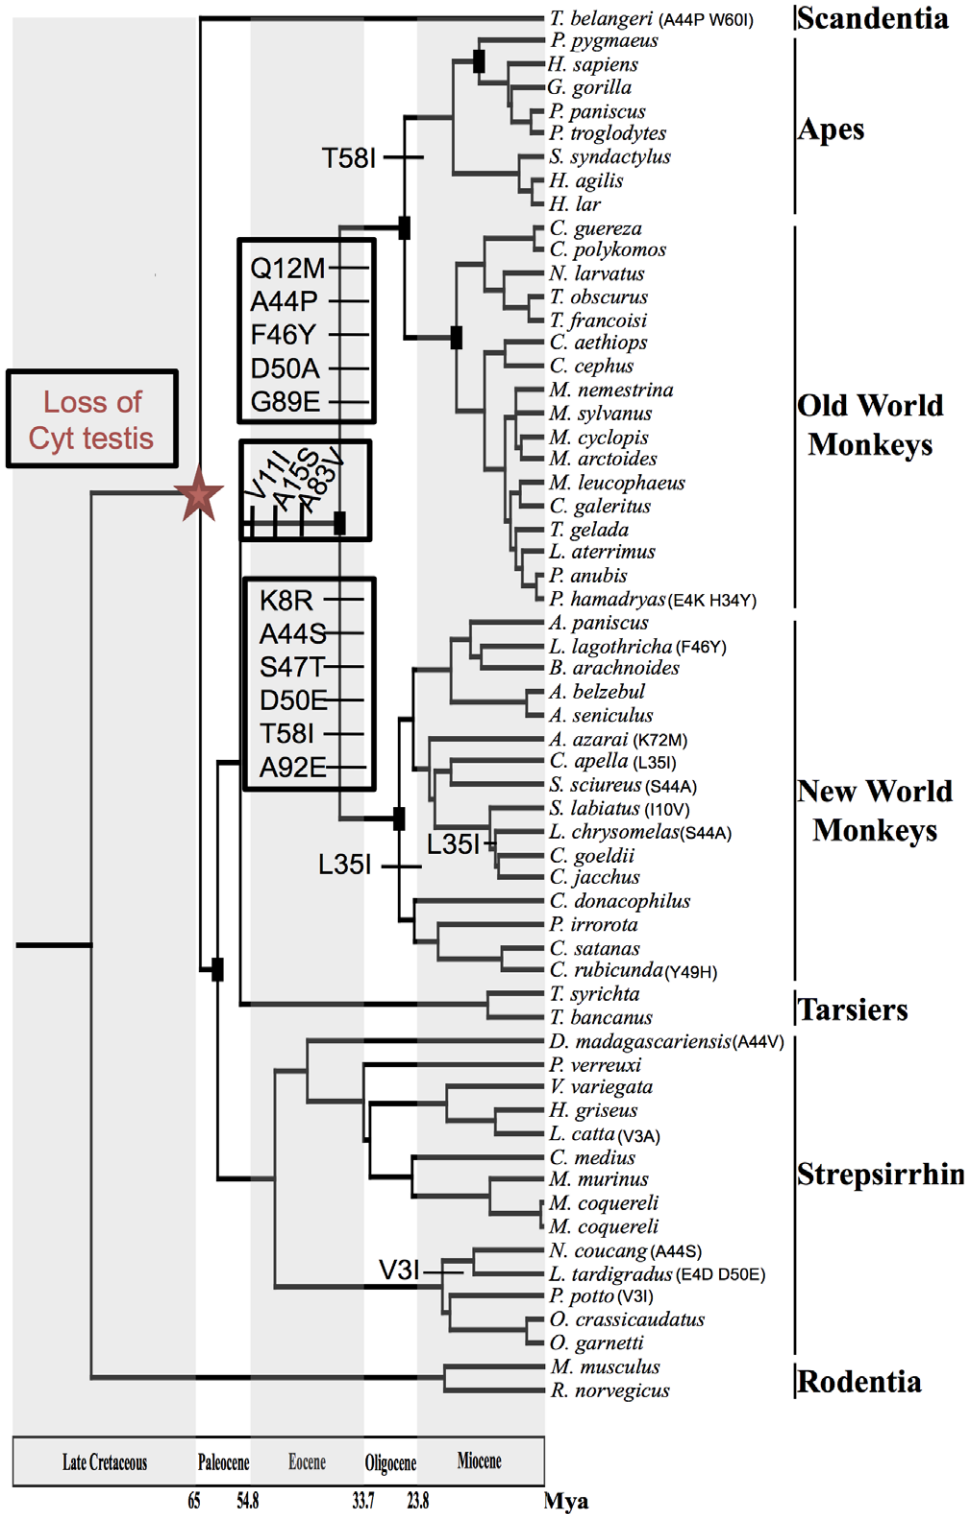 T. belangeri (A44P W60I)
Scandentia
P. pygmaeus
H. sapiens
G. gorilla
P. paniscus
P. troglodytes
S. syndactylus
H. agilis
H. lar
Apes
T58I
C. guereza
C. polykomos
N. larvatus
T. obscurus
T. francoisi
C. aethiops
C. cephus
M. nemestrina
M. sylvanus
M. cyclopis
M. arctoides
M. leucophaeus
C. galeritus
T. gelada
L. aterrimus
P. anubis
P. hamadryas (E4K H34Y)
Old World
Monkeys
Q12M
A44P
F46Y
D50A
G89E
Loss of
Cyt testis
V11I
A15S
A83V
K8R
A44S
S47T
D50E
T58I
A92E
A. paniscus
L. lagothricha (F46Y)
B. arachnoides
A. belzebul
A. seniculus
A. azarai (K72M)
C. apella (L35I)
S. sciureus (S44A)
S. labiatus (I10V)
L. chrysomelas (S44A)
C. goeldii
C. jacchus
C. donacophilus
P. irrorota
C. satanas
C. rubicunda (Y49H)
New World
Monkeys
L35I
L35I
T. syrichta
T. bancanus
Tarsiers
D. madagascariensis (A44V)
P. verreuxi
V. variegata
H. griseus
L. catta (V3A)
C. medius
M. murinus
M. coquereli
M. coquereli
N. coucang (A44S)
L. tardigradus (E4D D50E)
P. potto (V3I)
O. crassicaudatus
O. garnetti
Strepsirrhin
V3I
M. musculus
R. norvegicus
Rodentia
Late Cretaceous Paleocene Eocene Oligocene Miocene
65 54.8 33.7 23.8 Mya